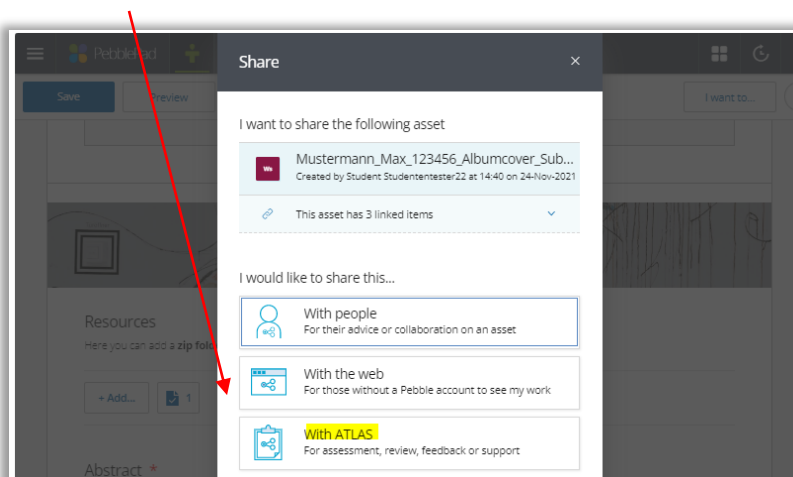 PebblePad
Share
×
Save
Preview
I want to...
I want to share the following asset
We
Mustermann_Max_123456_Albumcover_Sub...
Created by Student Studententester22 at 14:40 on 24-Nov-2021
This asset has 3 linked items
I would like to share this...
With people
For their advice or collaboration on an asset
Resources
Here you can add a zip fold
With the web
For those without a Pebble account to see my work
+ Add...
1
With ATLAS
For assessment, review, feedback or support
Abstract *